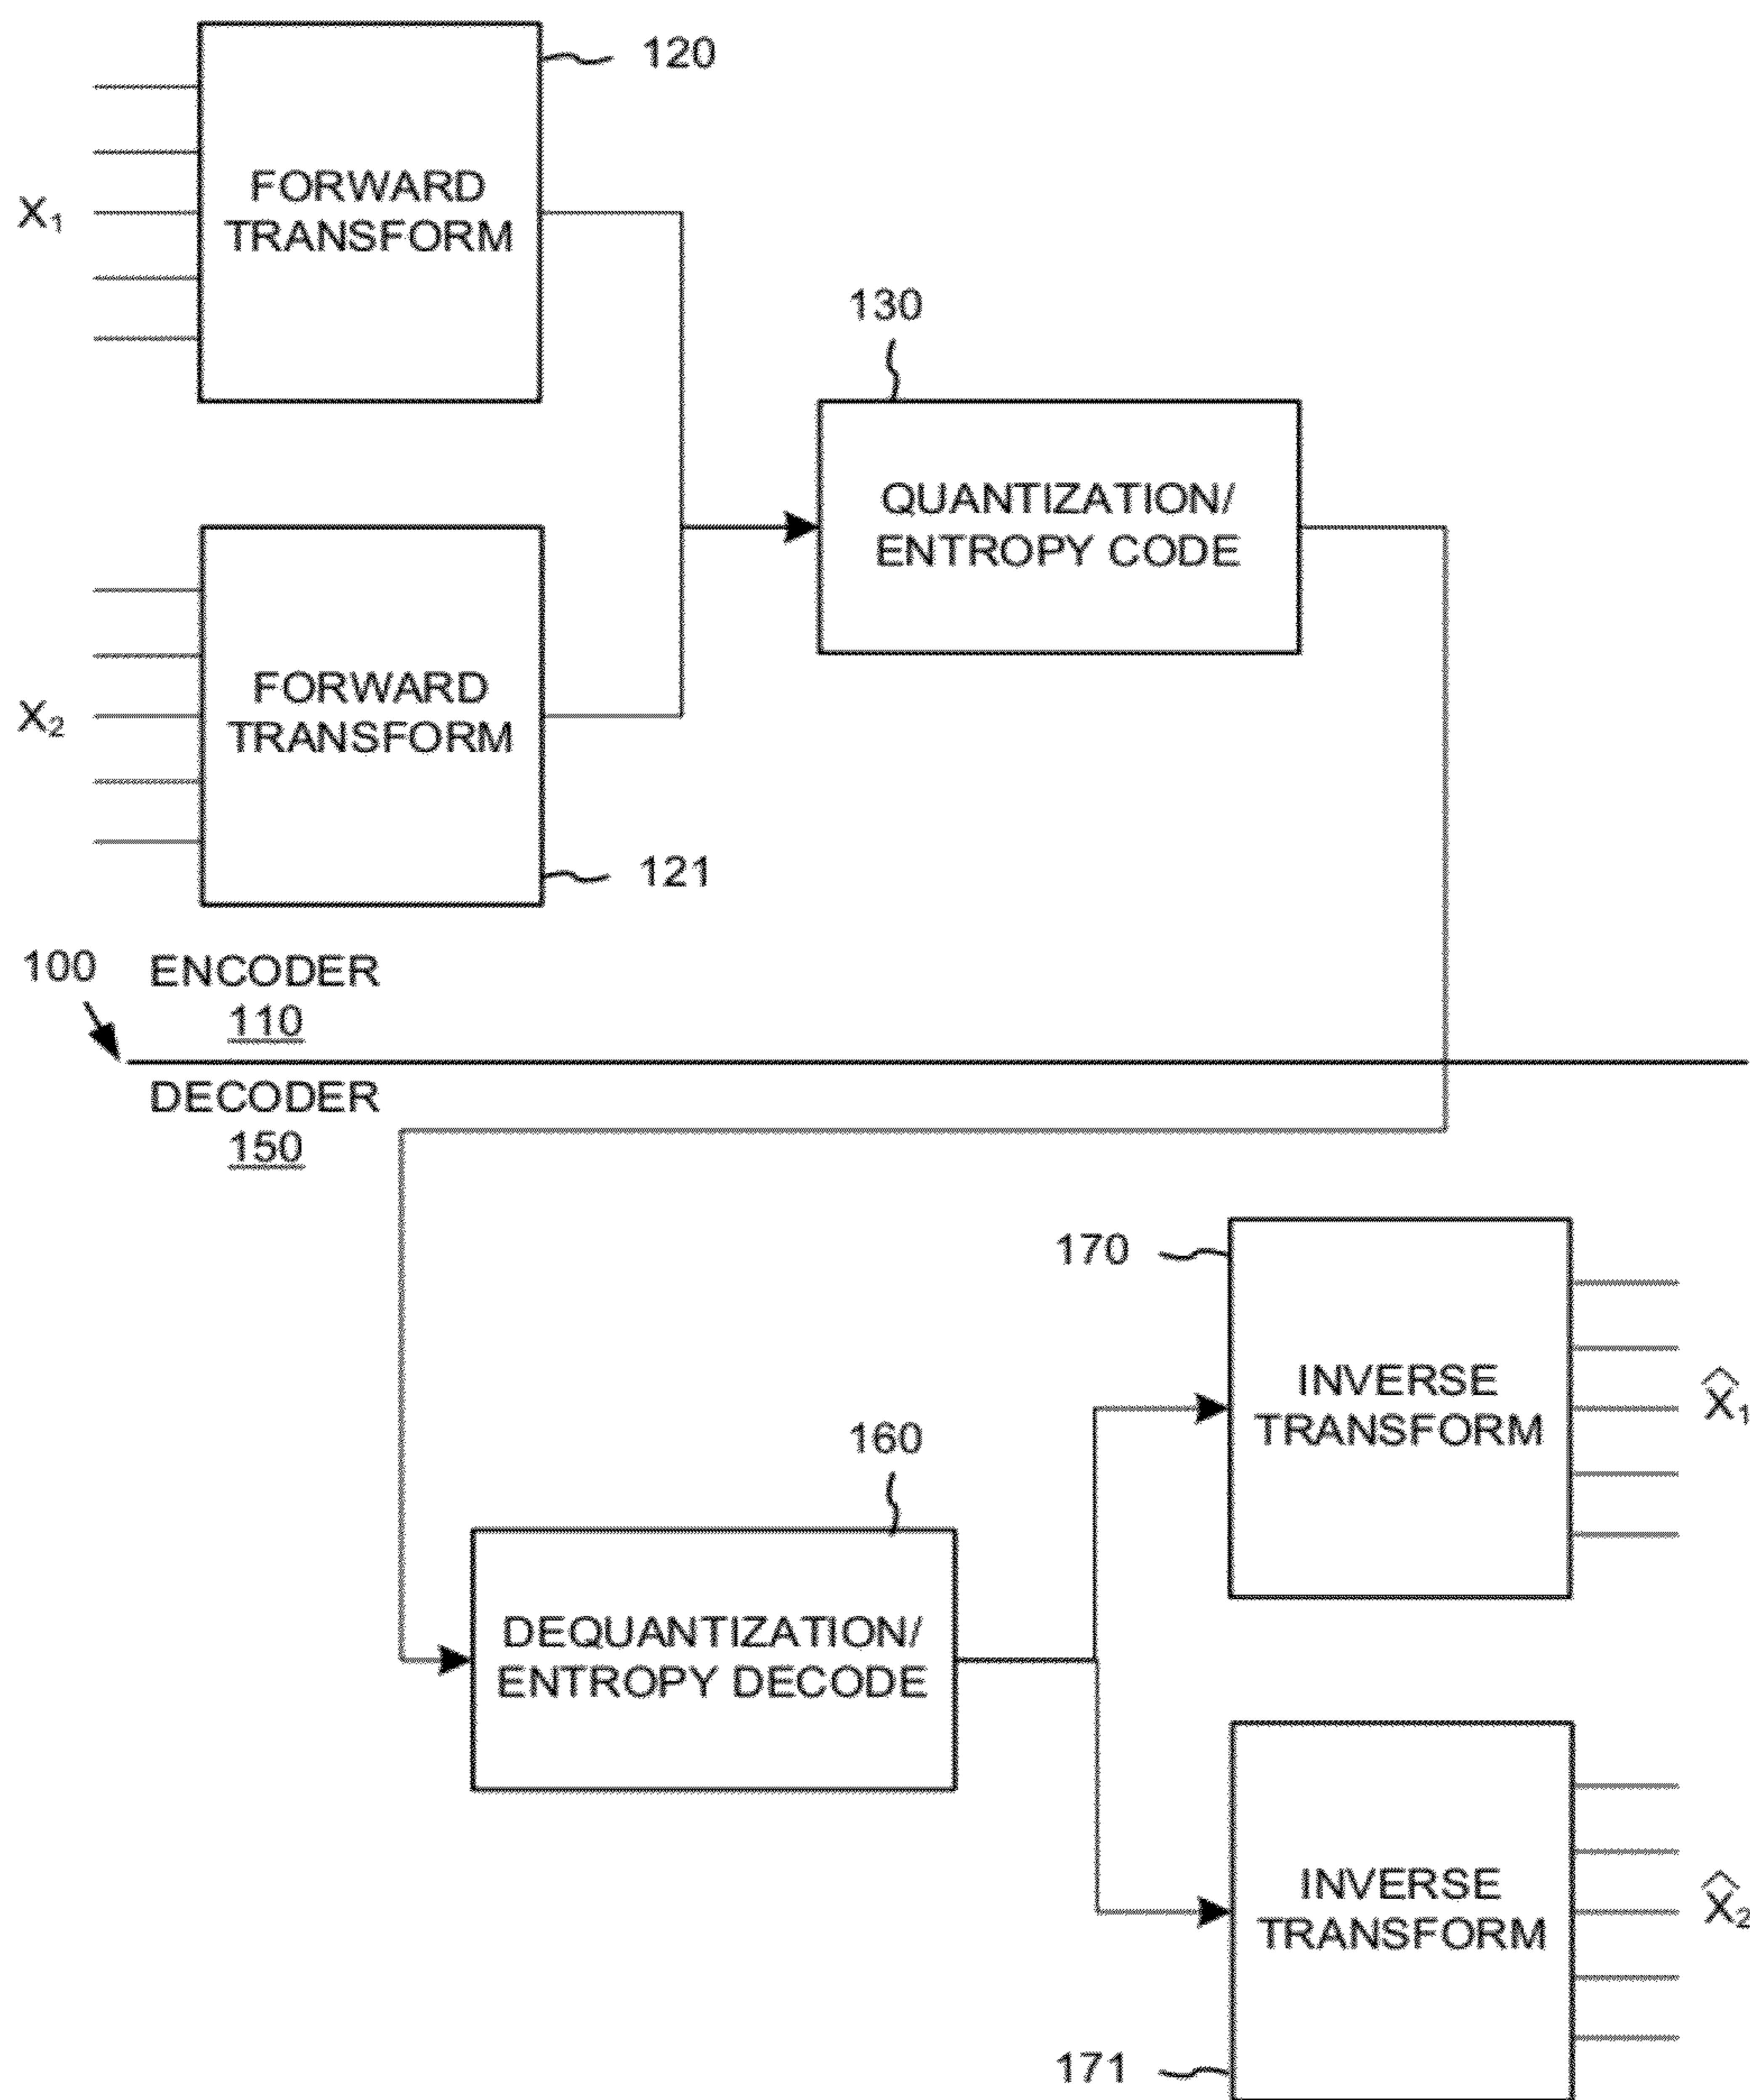 120
FORWARD
TRANSFORM
X₁
130
QUANTIZATION/
ENTROPY CODE
FORWARD
TRANSFORM
X₂
121
100
ENCODER
110
DECODER
150
170
INVERSE
TRANSFORM
X̂₁
160
DEQUANTIZATION/
ENTROPY DECODE
INVERSE
TRANSFORM
X̂₂
171